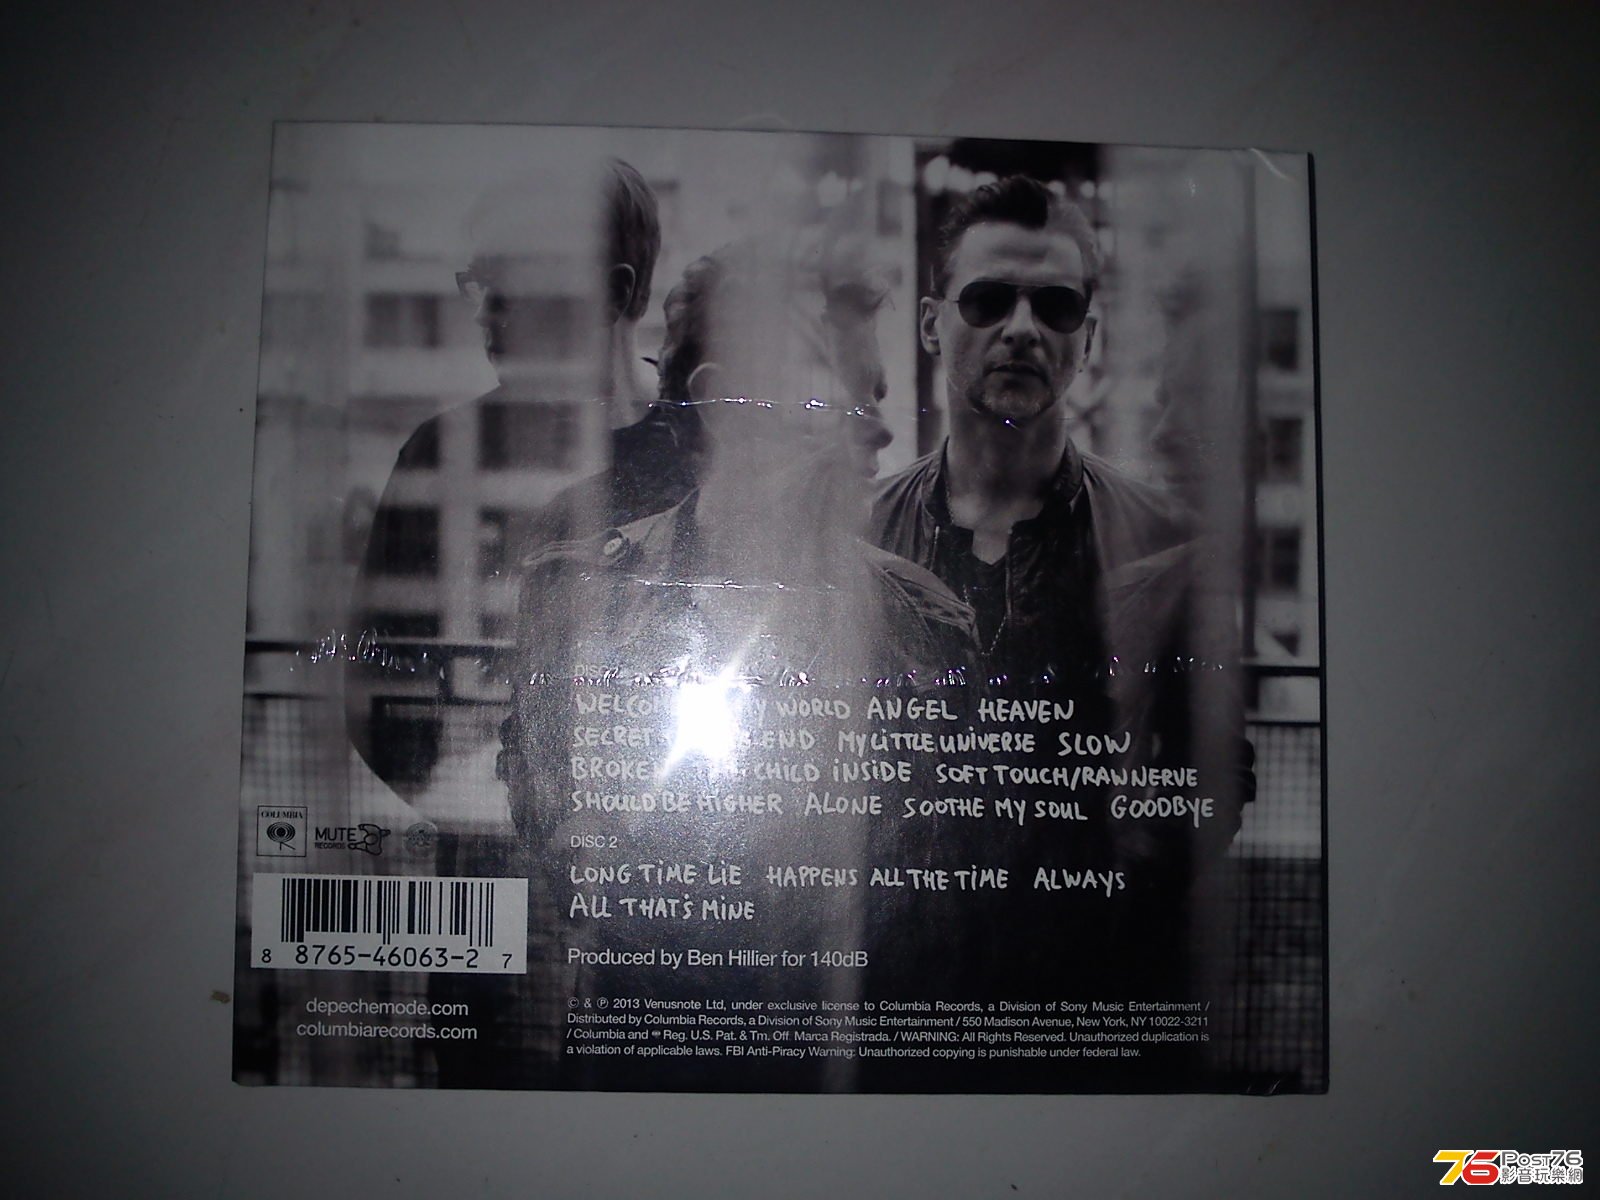 DISC
WORLD ANGEL HEAVEN
SECRET END MY LITTLE UNIVERSE SLOW
CHILD INSIDE SOFT TOUCH/RAW NERVE
SHOULD BE HIGHER ALONE SOOTHE MY SOUL GOODBYE
DISC 2
LONG TIME LIE HAPPENS ALL THE TIME ALWAYS
ALL THAT'S MINE
Produced by Ben Hillier for 140dB
© & ℗ 2013 Venusnote Ltd, under exclusive license to Columbia Records, a Division of Sony Music Entertainment /
Distributed by Columbia Records, a Division of Sony Music Entertainment / 550 Madison Avenue, New York, NY 10022-3211
/ Columbia and Reg. U.S. Pat. & Tm. Off. Marca Registrada. / WARNING: All Rights Reserved. Unauthorized duplication is
a violation of applicable laws. FBI Anti-Piracy Warning: Unauthorized copying is punishable under federal law.
COLUMBIA
MUTE
RECORDS
8 8765-46063-2 7
depechemode.com
columbiarecords.com
76 Post76
影音玩樂網